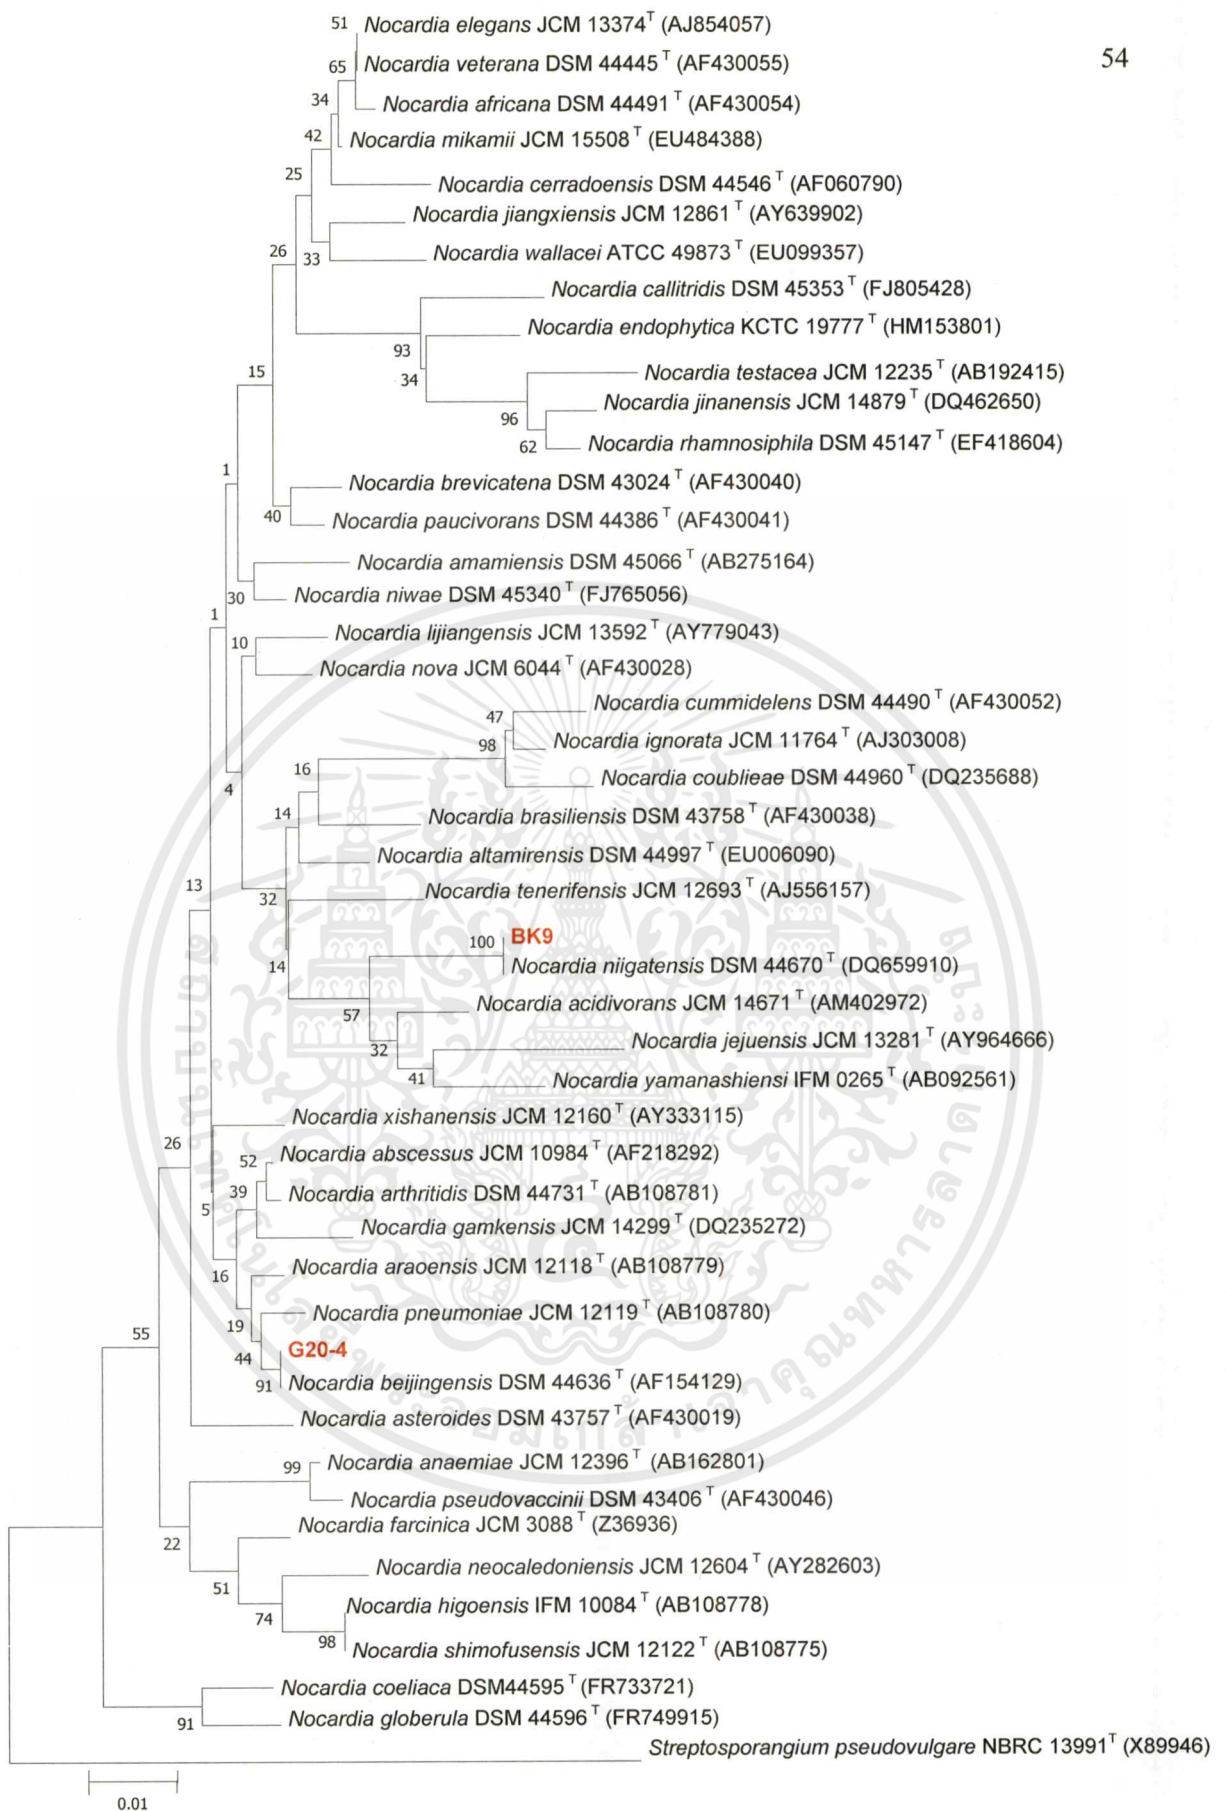 54
51 Nocardia elegans JCM 13374 T (AJ854057)
65 Nocardia veterana DSM 44445 T (AF430055)
34 Nocardia africana DSM 44491 T (AF430054)
42 Nocardia mikamii JCM 15508 T (EU484388)
25 Nocardia cerradoensis DSM 44546 T (AF060790)
Nocardia jiangxiensis JCM 12861 T (AY639902)
26 33 Nocardia wallacei ATCC 49873 T (EU099357)
Nocardia callitridis DSM 45353 T (FJ805428)
Nocardia endophytica KCTC 19777 T (HM153801)
93
15 34 Nocardia testacea JCM 12235 T (AB192415)
Nocardia jinanensis JCM 14879 T (DQ462650)
96
62 Nocardia rhamnosiphila DSM 45147 T (EF418604)
1 Nocardia brevicatena DSM 43024 T (AF430040)
40 Nocardia paucivorans DSM 44386 T (AF430041)
Nocardia amamiensis DSM 45066 T (AB275164)
30 Nocardia niwae DSM 45340 T (FJ765056)
1
10 Nocardia lijiangensis JCM 13592 T (AY779043)
Nocardia nova JCM 6044 T (AF430028)
47 Nocardia cummidelens DSM 44490 T (AF430052)
98 Nocardia ignorata JCM 11764 T (AJ303008)
16 Nocardia coublieae DSM 44960 T (DQ235688)
4
14 Nocardia brasiliensis DSM 43758 T (AF430038)
Nocardia altamirensis DSM 44997 T (EU006090)
13 32 Nocardia tenerifensis JCM 12693 T (AJ556157)
100 BK9
14 Nocardia niigatensis DSM 44670 T (DQ659910)
57 Nocardia acidivorans JCM 14671 T (AM402972)
32 Nocardia jejuensis JCM 13281 T (AY964666)
41 Nocardia yamanashiensi IFM 0265 T (AB092561)
Nocardia xishanensis JCM 12160 T (AY333115)
26
52 Nocardia abscessus JCM 10984 T (AF218292)
39 Nocardia arthritidis DSM 44731 T (AB108781)
5 Nocardia gamkensis JCM 14299 T (DQ235272)
16 Nocardia araoensis JCM 12118 T (AB108779)
Nocardia pneumoniae JCM 12119 T (AB108780)
55 19
44 G20-4
91 Nocardia beijingensis DSM 44636 T (AF154129)
Nocardia asteroides DSM 43757 T (AF430019)
99 Nocardia anaemiae JCM 12396 T (AB162801)
Nocardia pseudovaccinii DSM 43406 T (AF430046)
Nocardia farcinica JCM 3088 T (Z36936)
22
51 Nocardia neocaledoniensis JCM 12604 T (AY282603)
74 Nocardia higoensis IFM 10084 T (AB108778)
98 Nocardia shimofusensis JCM 12122 T (AB108775)
Nocardia coeliaca DSM44595 T (FR733721)
91 Nocardia globerula DSM 44596 T (FR749915)
Streptosporangium pseudovulgare NBRC 13991 T (X89946)
0.01